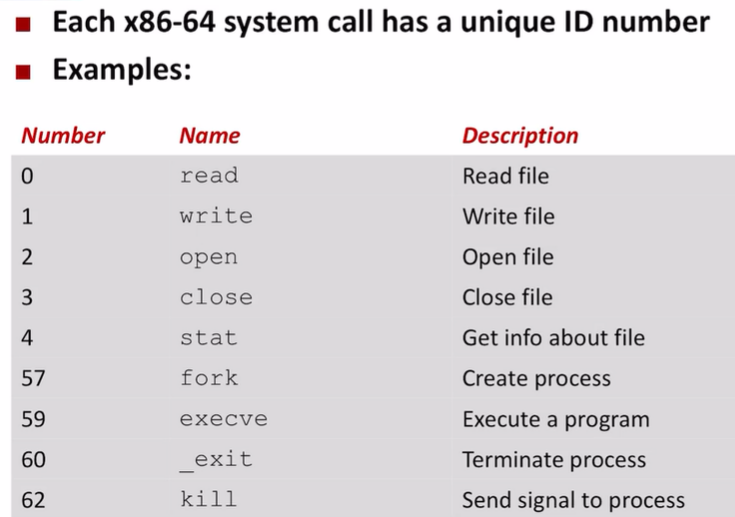 Each x86-64 system call has a unique ID number
Examples:
Number Name Description
0 read Read file
1 write Write file
2 open Open file
3 close Close file
4 stat Get info about file
57 fork Create process
59 execve Execute a program
60 _exit Terminate process
62 kill Send signal to process